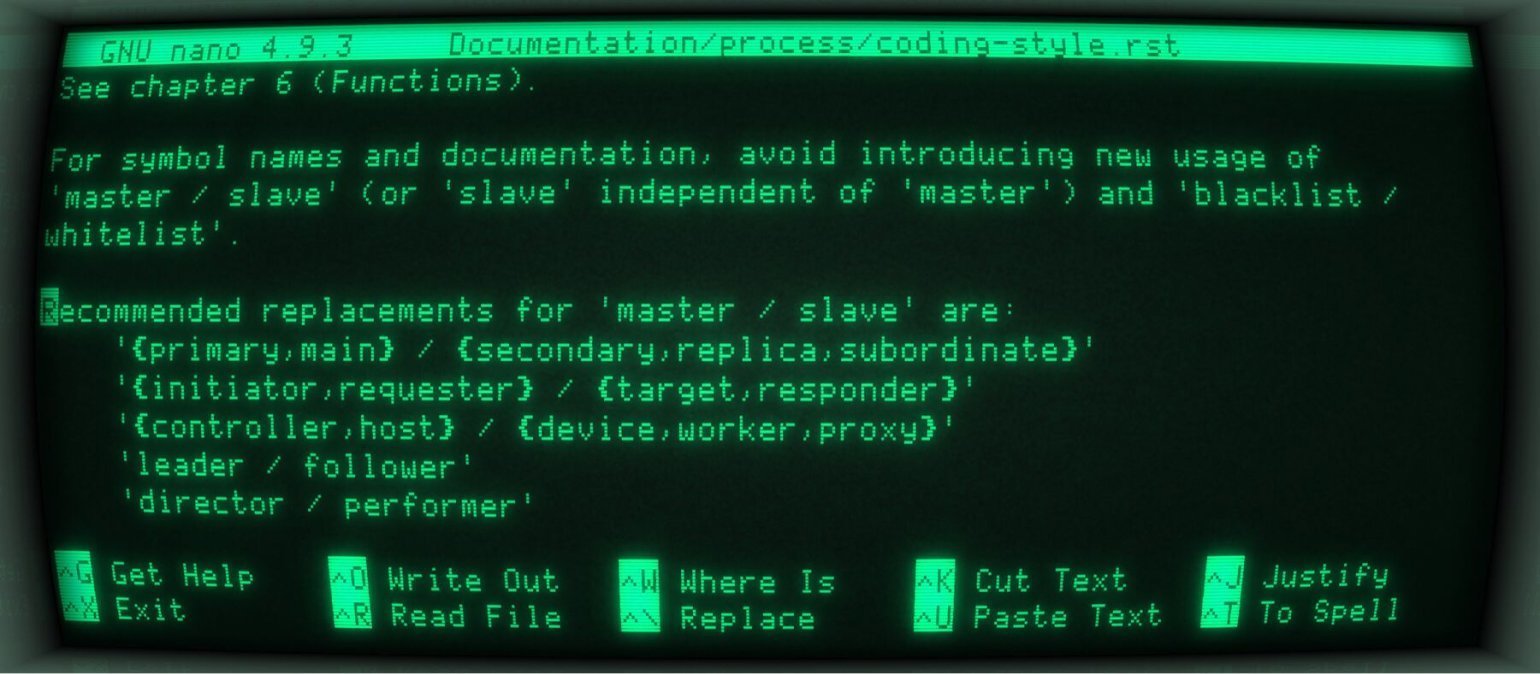 GNU nano 4.9.3 Documentation/process/coding-style.rst
See chapter 6 (Functions).
For symbol names and documentation, avoid introducing new usage of
'master / slave' (or 'slave' independent of 'master') and 'blacklist /
whitelist'.
Recommended replacements for 'master / slave' are:
'{primary,main} / {secondary,replica,subordinate}'
'{initiator,requester} / {target,responder}'
'{controller,host} / {device,worker,proxy}'
'leader / follower'
'director / performer'
^G Get Help ^O Write Out ^W Where Is ^K Cut Text ^J Justify
^X Exit ^R Read File ^\ Replace ^U Paste Text ^T To Spell